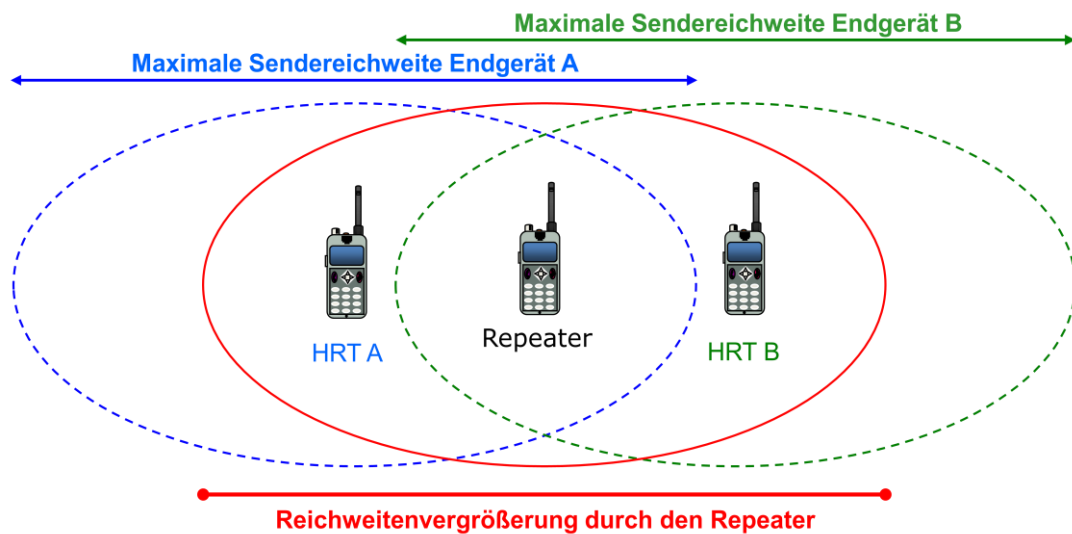 Maximale Sendereichweite Endgerät B
Maximale Sendereichweite Endgerät A
HRT A
Repeater
HRT B
Reichweitenvergrößerung durch den Repeater